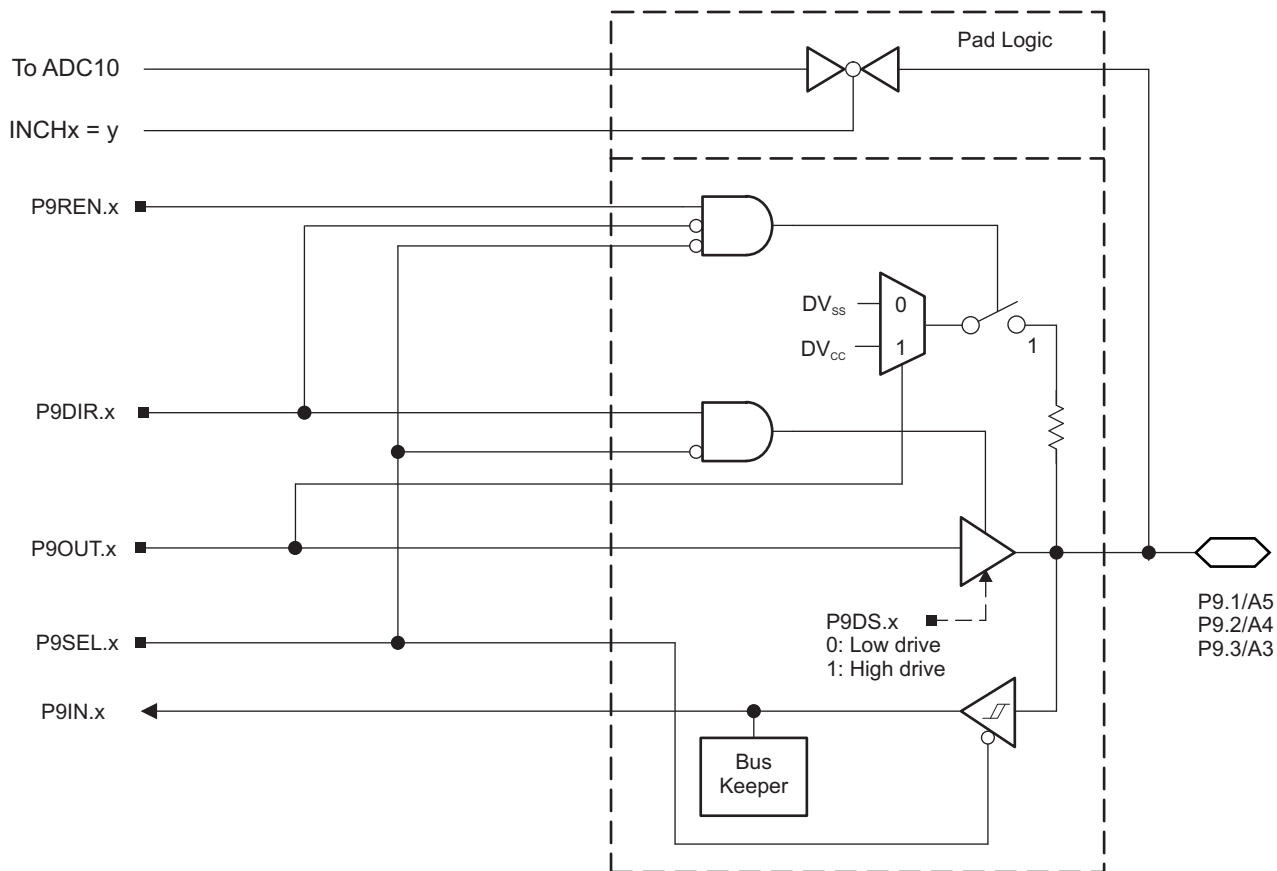 Pad Logic
To ADC10
INCHx = y
P9REN.x
DVSS
0
DVCC
1
1
P9DIR.x
P9OUT.x
P9DS.x
0: Low drive
1: High drive
P9.1/A5
P9.2/A4
P9.3/A3
P9SEL.x
P9IN.x
Bus
Keeper